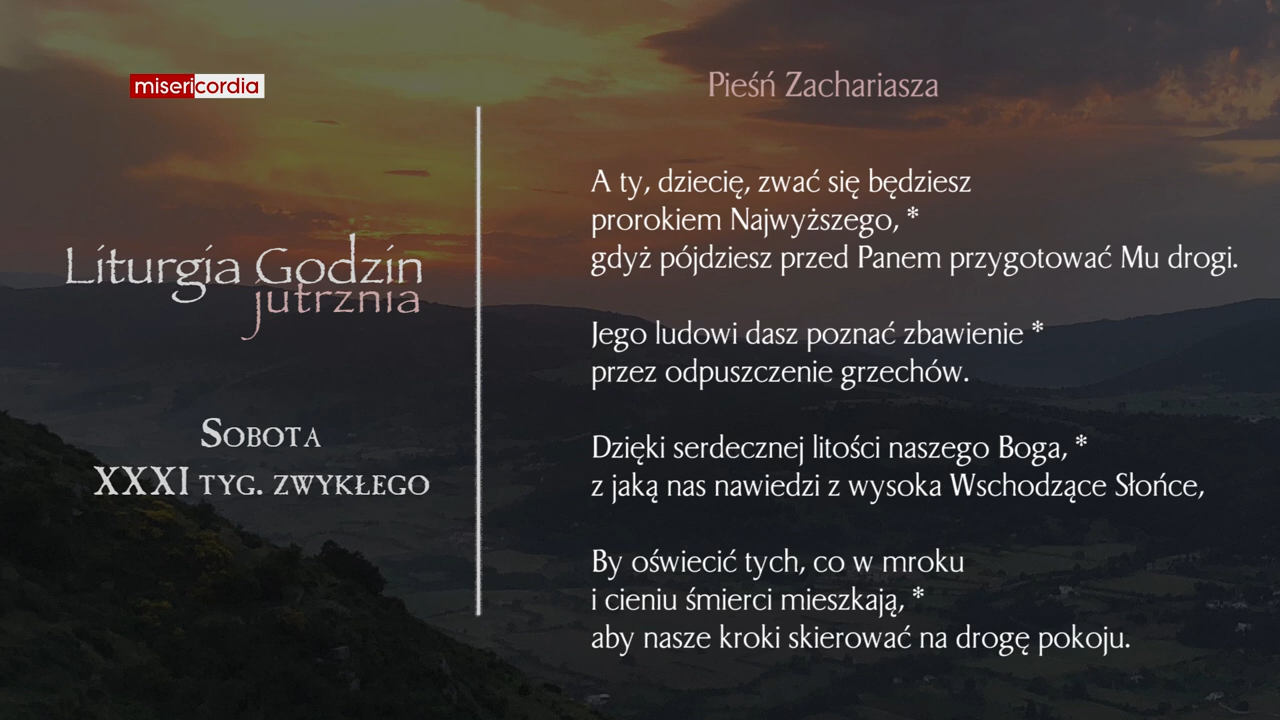 misericordia
Liturgia Godzin
jutrznia
Sobota
XXXI tyg. zwykłego
Pieśń Zachariasza
A ty, dziecię, zwać się będziesz
prorokiem Najwyższego, *
gdyż pójdziesz przed Panem przygotować Mu drogi.
Jego ludowi dasz poznać zbawienie *
przez odpuszczenie grzechów.
Dzięki serdecznej litości naszego Boga, *
z jaką nas nawiedzi z wysoka Wschodzące Słońce,
By oświecić tych, co w mroku
i cieniu śmierci mieszkają, *
aby nasze kroki skierować na drogę pokoju.